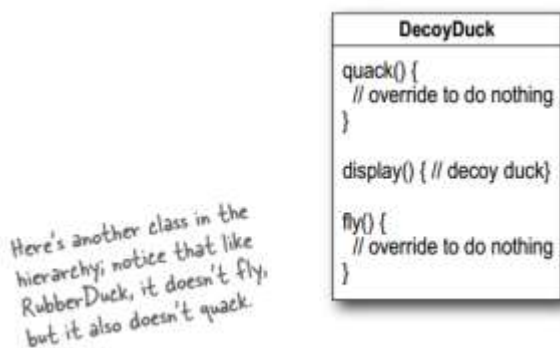 DecoyDuck
quack() {
// override to do nothing
}
display() { // decoy duck}
fly() {
// override to do nothing
}
Here's another class in the
hierarchy; notice that like
RubberDuck, it doesn't fly,
but it also doesn't quack.